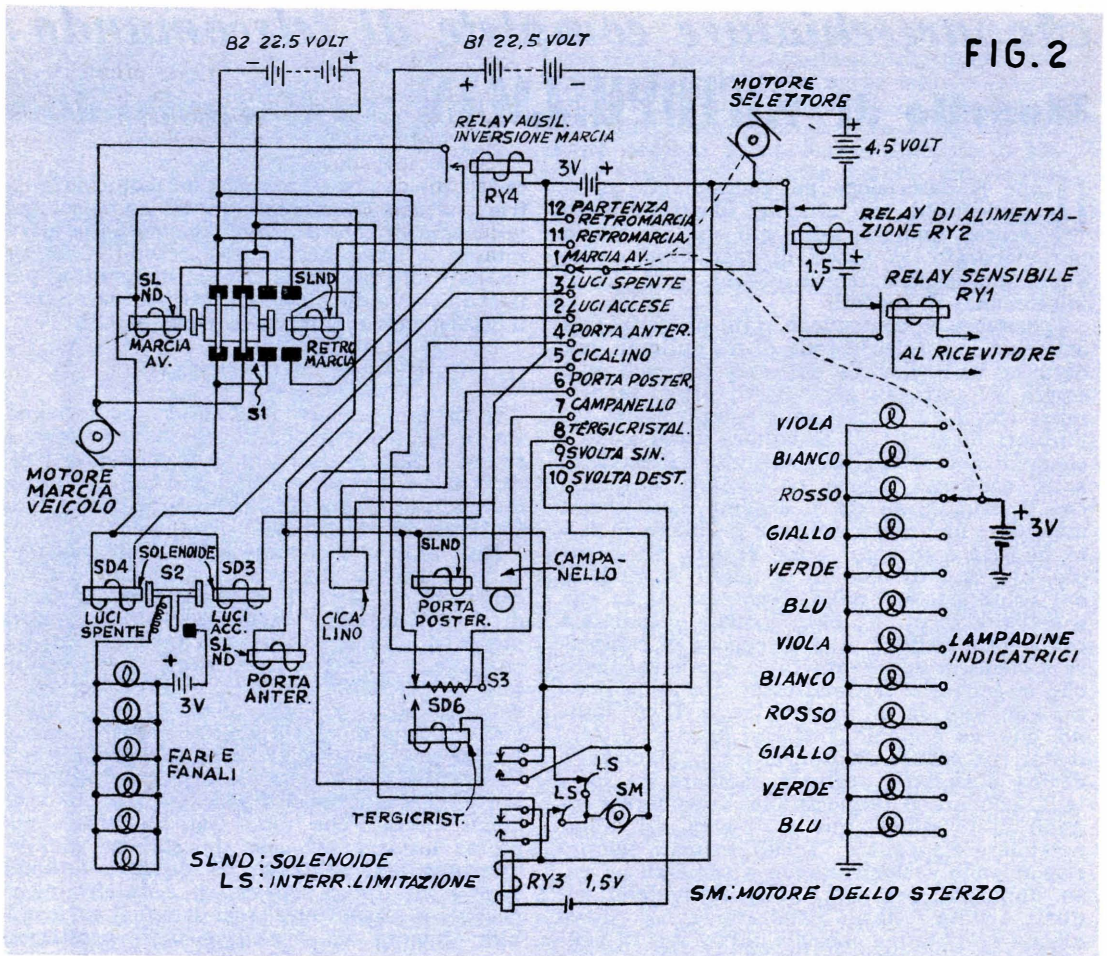 FIG.2
B2 22,5 VOLT
B1 22,5 VOLT
- +
+ -
MOTORE
SELETTORE
+
4,5 VOLT
RELAY AUSIL.
INVERSIONE MARCIA
RY4
3V +
12 PARTENZA
RETROMARCIA
11 RETROMARCIA.
1 MARCIA AV.
3 LUCI SPENTE
2 LUCI ACCESE
4 PORTA ANTER.
5 CICALINO
6 PORTA POSTER.
7 CAMPANELLO
8 TERGICRISTAL.
9 SVOLTA SIN.
10 SVOLTA DEST.
RELAY DI ALIMENTA-
ZIONE RY2
1.5
V
+
RELAY SENSIBILE
RY1
AL RICEVITORE
SL
ND
MARCIA
AV.
SLND
RETRO
MARCIA
S1
MOTORE
MARCIA
VEICOLO
SOLENOIDE
SD4
S2
SD3
LUCI
SPENTE
LUCI
ACC.
SL
ND
PORTA
ANTER.
+
3V
FARI E
FANALI
CICA
LINO
SLND
PORTA
POSTER.
CAMPA-
NELLO
S3
SD6
TERGICRIST.
LS
LS
SM
RY3
1,5V
VIOLA
BIANCO
ROSSO
GIALLO
VERDE
BLU
VIOLA
BIANCO
ROSSO
GIALLO
VERDE
BLU
+
3V
LAMPADINE
INDICATRICI
SLND: SOLENOIDE
LS: INTERR. LIMITAZIONE
SM: MOTORE DELLO STERZO